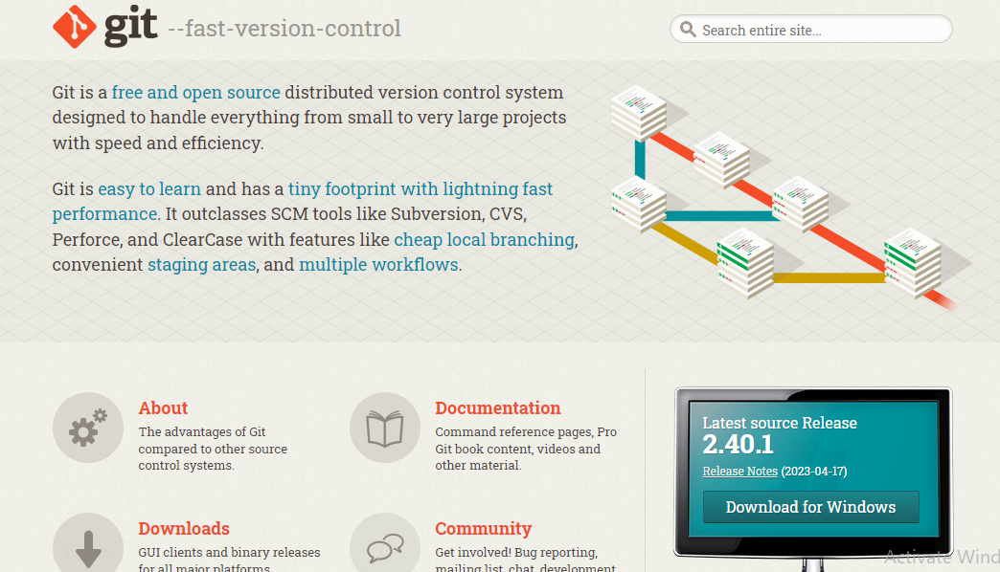 git --fast-version-control
Search entire site...
Git is a free and open source distributed version control system
designed to handle everything from small to very large projects
with speed and efficiency.
Git is easy to learn and has a tiny footprint with lightning fast
performance. It outclasses SCM tools like Subversion, CVS,
Perforce, and ClearCase with features like cheap local branching,
convenient staging areas, and multiple workflows.
About
The advantages of Git
compared to other source
control systems.
Documentation
Command reference pages, Pro
Git book content, videos and
other material.
Downloads
GUI clients and binary releases
for all major platforms.
Community
Get involved! Bug reporting,
mailing list, chat, development
Latest source Release
2.40.1
Release Notes (2023-04-17)
Download for Windows
Activate Wind